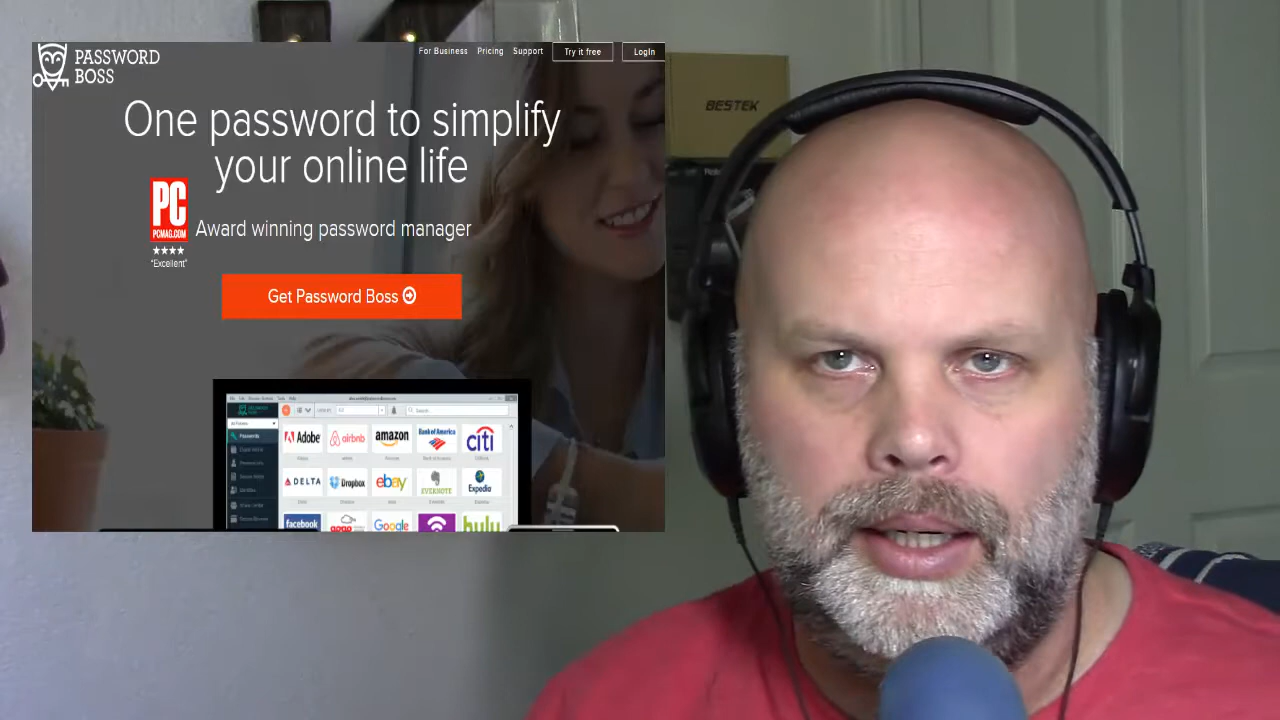 PASSWORD
BOSS
For Business Pricing Support Try it free LogIn
One password to simplify
your online life
PC
PCMAG.COM
★★★★
"Excellent"
Award winning password manager
Get Password Boss
BESTEK
Search
Adobe airbnb amazon Bank of America citi
DELTA Dropbox ebay EVERNOTE Expedia
facebook Google hulu